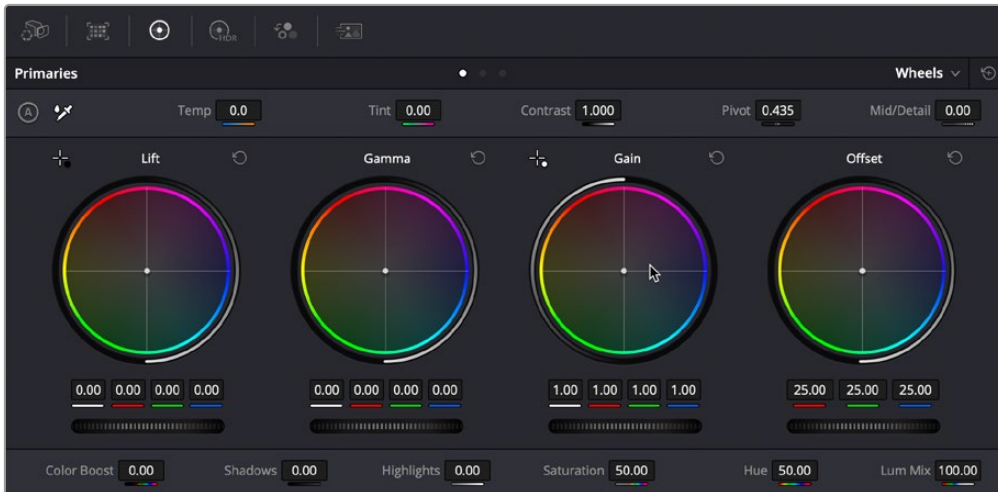 HDR
Primaries Wheels
A Temp 0.0 Tint 0.00 Contrast 1.000 Pivot 0.435 Mid/Detail 0.00
Lift Gamma Gain Offset
0.00 0.00 0.00 0.00 0.00 0.00 0.00 0.00 1.00 1.00 1.00 1.00 25.00 25.00 25.00
Color Boost 0.00 Shadows 0.00 Highlights 0.00 Saturation 50.00 Hue 50.00 Lum Mix 100.00